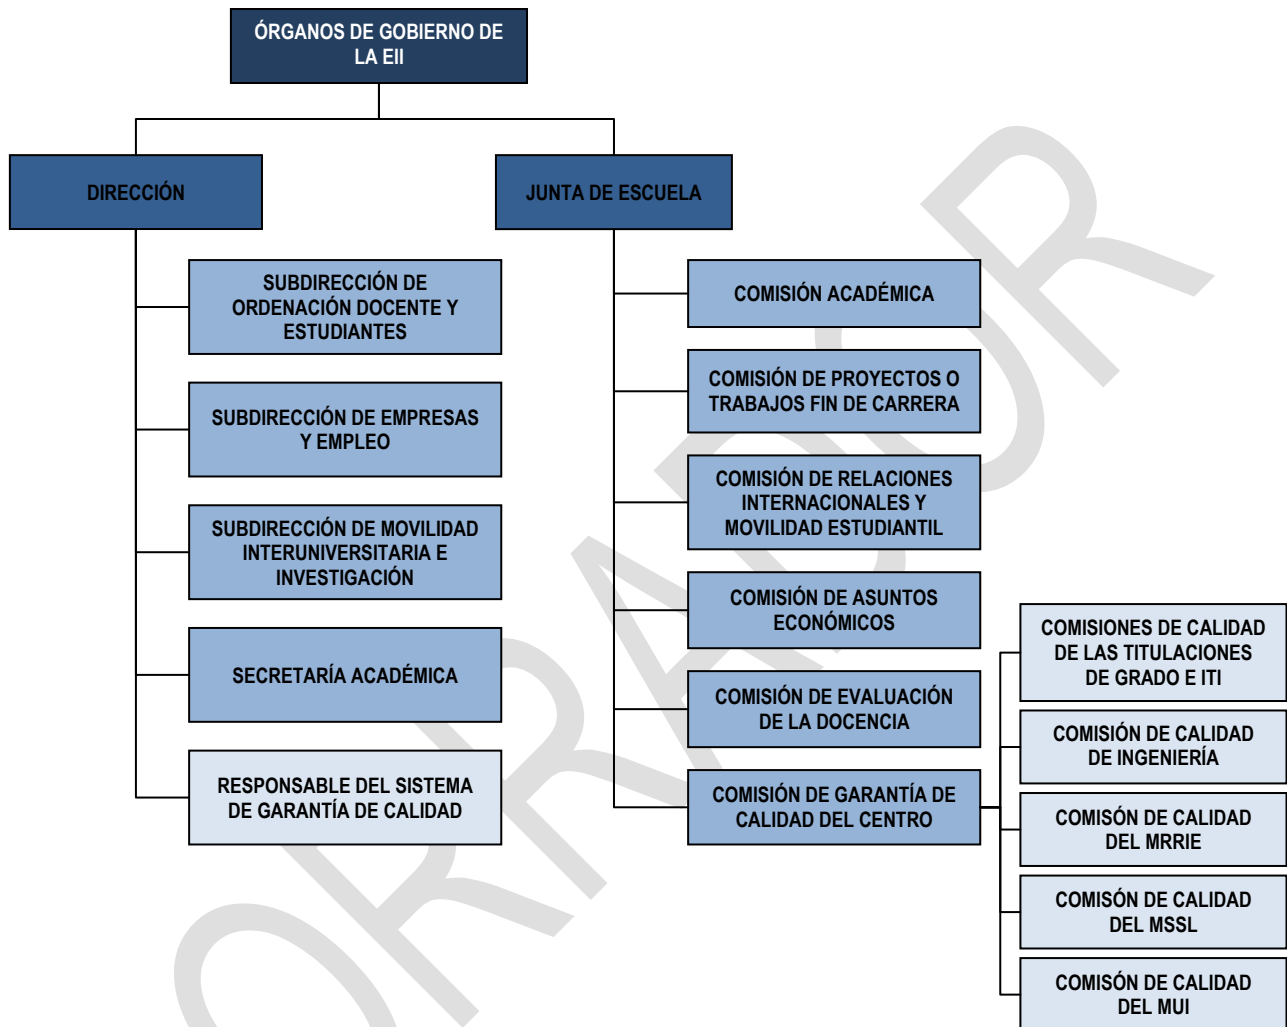 ÓRGANOS DE GOBIERNO DE
LA EII
DIRECCIÓN
JUNTA DE ESCUELA
SUBDIRECCIÓN DE
ORDENACIÓN DOCENTE Y
ESTUDIANTES
SUBDIRECCIÓN DE EMPRESAS
Y EMPLEO
SUBDIRECCIÓN DE MOVILIDAD
INTERUNIVERSITARIA E
INVESTIGACIÓN
SECRETARÍA ACADÉMICA
RESPONSABLE DEL SISTEMA
DE GARANTÍA DE CALIDAD
COMISIÓN ACADÉMICA
COMISIÓN DE PROYECTOS O
TRABAJOS FIN DE CARRERA
COMISIÓN DE RELACIONES
INTERNACIONALES Y
MOVILIDAD ESTUDIANTIL
COMISIÓN DE ASUNTOS
ECONÓMICOS
COMISIÓN DE EVALUACIÓN
DE LA DOCENCIA
COMISIÓN DE GARANTÍA DE
CALIDAD DEL CENTRO
COMISIONES DE CALIDAD
DE LAS TITULACIONES
DE GRADO E ITI
COMISIÓN DE CALIDAD
DE INGENIERÍA
COMISÓN DE CALIDAD
DEL MRRIE
COMISÓN DE CALIDAD
DEL MSSL
COMISIÓN DE CALIDAD
DEL MUI
ORRADOR